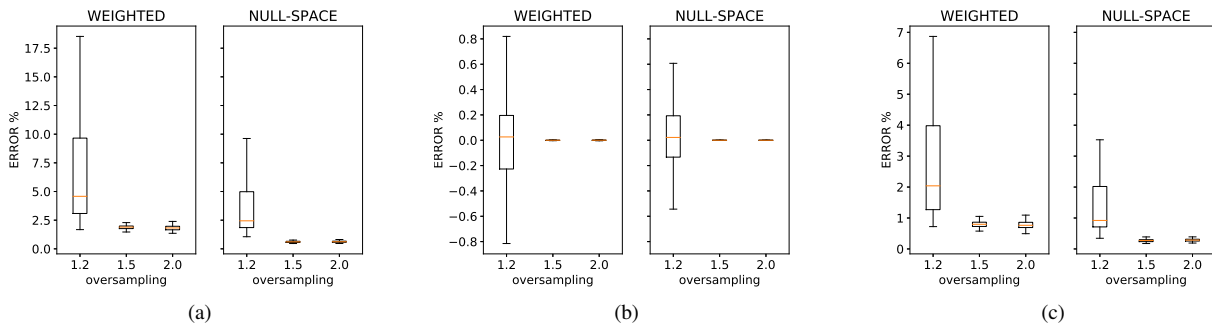 WEIGHTED NULL-SPACE
ERROR %
17.5
15.0
12.5
10.0
7.5
5.0
2.5
0.0
1.2 1.5 2.0 1.2 1.5 2.0
oversampling oversampling
(a)
WEIGHTED NULL-SPACE
ERROR %
0.8
0.6
0.4
0.2
0.0
−0.2
−0.4
−0.6
−0.8
1.2 1.5 2.0 1.2 1.5 2.0
oversampling oversampling
(b)
WEIGHTED NULL-SPACE
ERROR %
7
6
5
4
3
2
1
0
1.2 1.5 2.0 1.2 1.5 2.0
oversampling oversampling
(c)